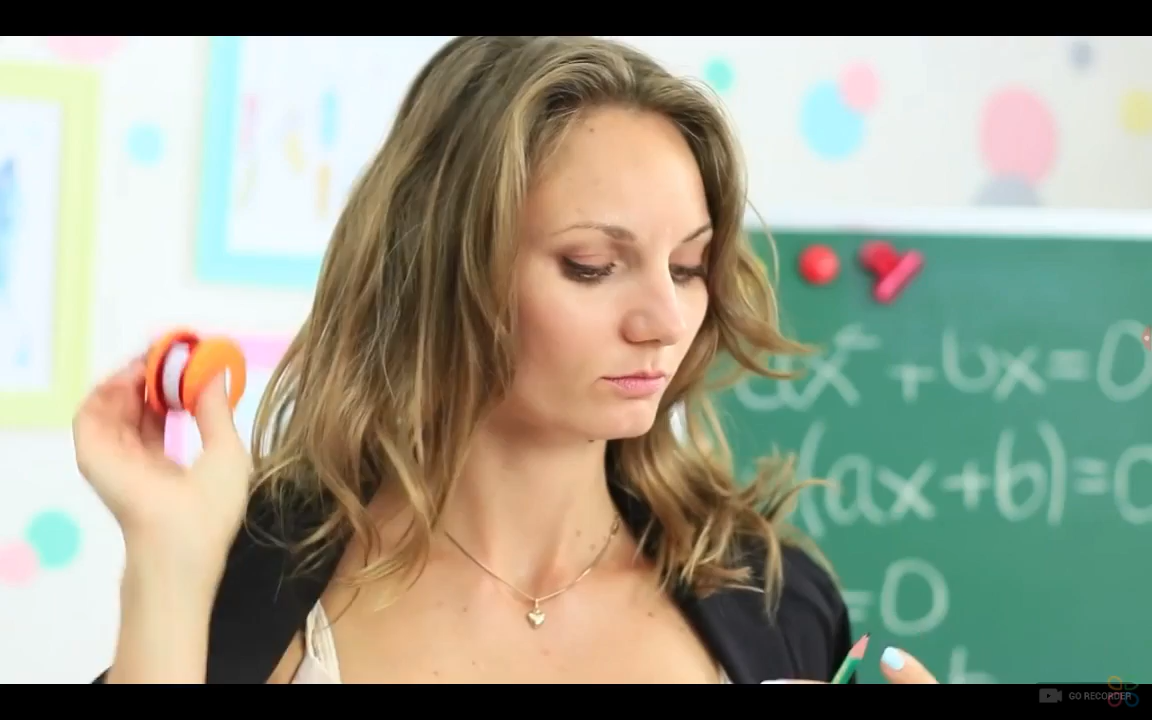 ax² + bx = 0
(ax+b)=0
=0
b
GO RECORDER